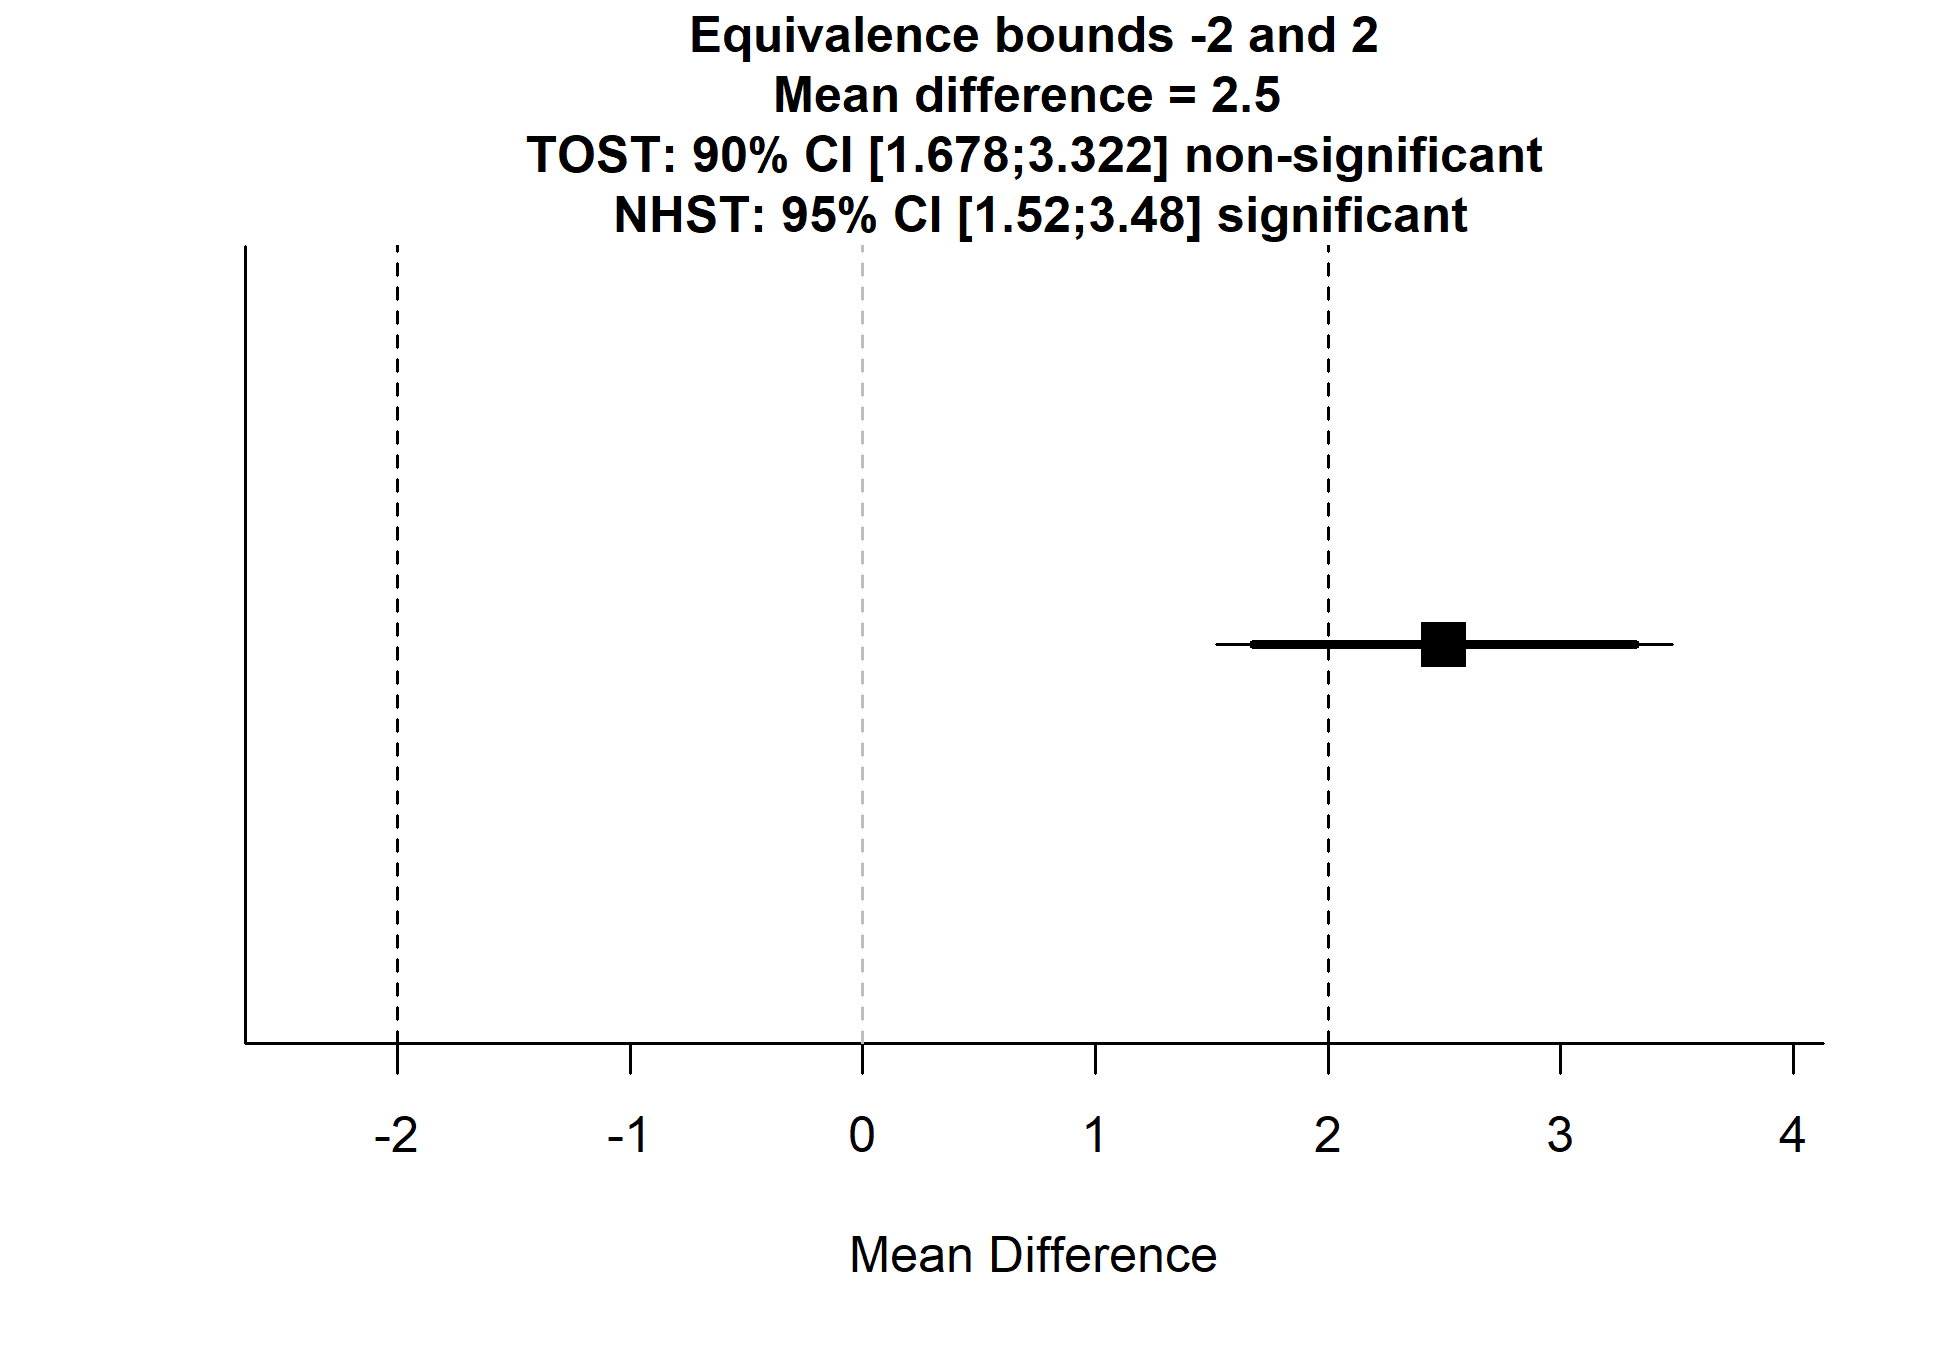 Equivalence bounds -2 and 2
Mean difference = 2.5
TOST: 90% CI [1.678;3.322] non-significant
NHST: 95% CI [1.52;3.48] significant
-2 -1 0 1 2 3 4
Mean Difference